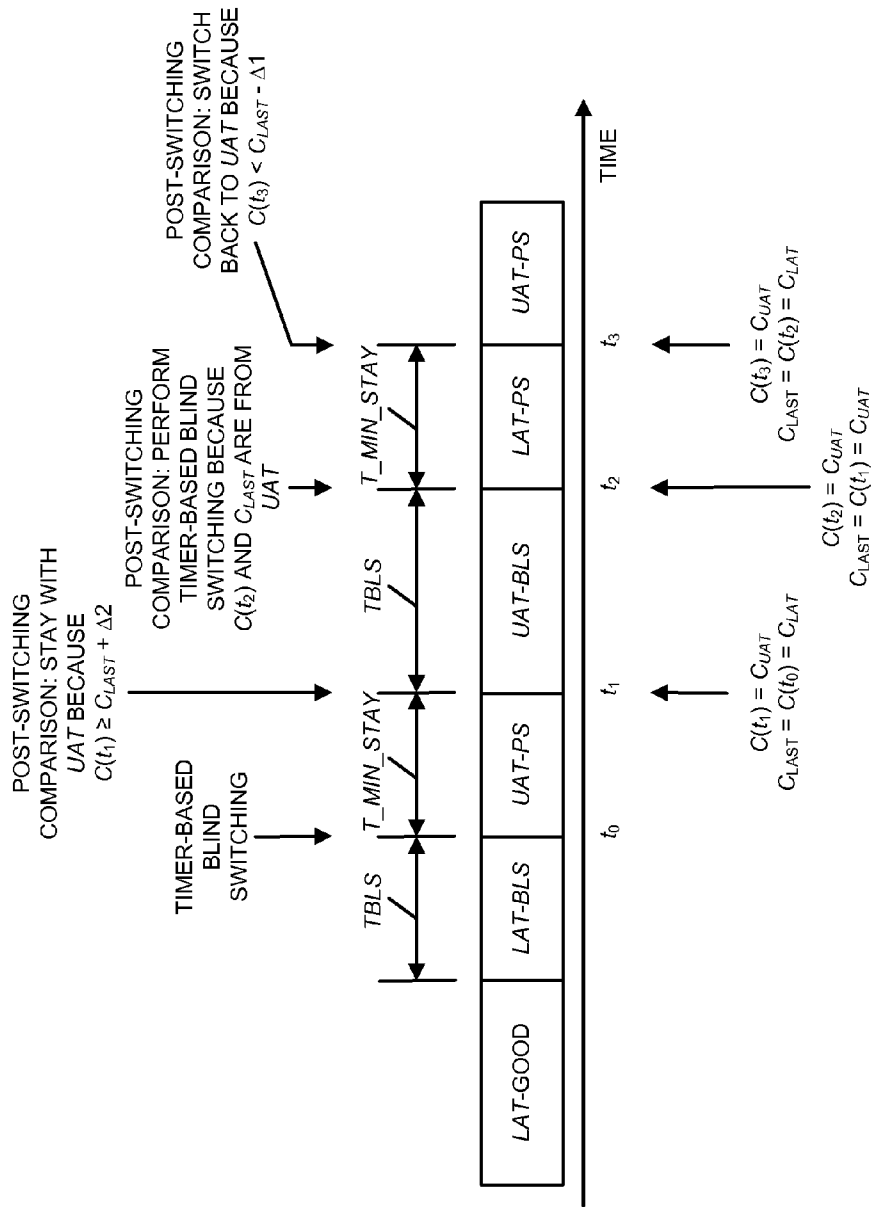 POST-SWITCHING
COMPARISON: STAY WITH
UAT BECAUSE
C(t1) ≥ CLAST + Δ2
TIMER-BASED
BLIND
SWITCHING
POST-SWITCHING
COMPARISON: PERFORM
TIMER-BASED BLIND
SWITCHING BECAUSE
C(t2) AND CLAST ARE FROM
UAT
POST-SWITCHING
COMPARISON: SWITCH
BACK TO UAT BECAUSE
C(t3) < CLAST - Δ1
TBLS
T_MIN_STAY
TBLS
T_MIN_STAY
LAT-GOOD
LAT-BLS
UAT-PS
UAT-BLS
LAT-PS
UAT-PS
t0
t1
t2
t3
TIME
C(t1) = CUAT
CLAST = C(t0) = CLAT
C(t2) = CUAT
CLAST = C(t1) = CUAT
C(t3) = CUAT
CLAST = C(t2) = CLAT